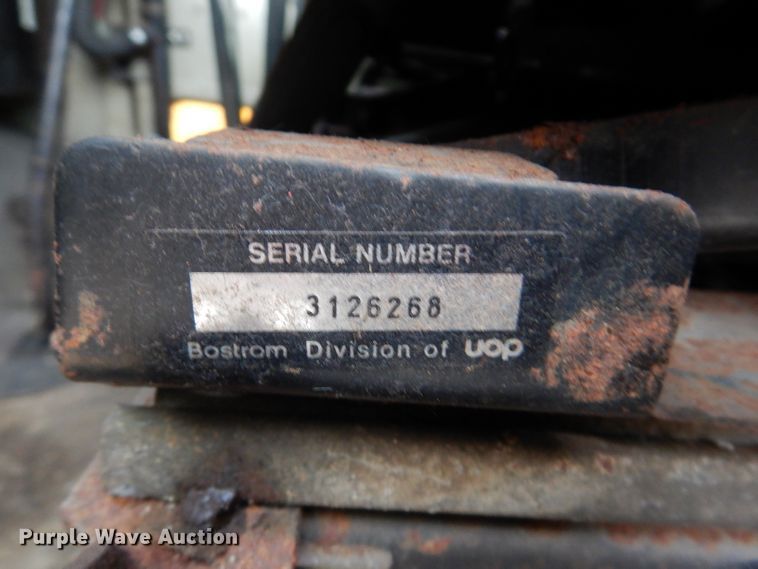 SERIAL NUMBER
3126268
Bostrom Division of uop
Purple Wave Auction